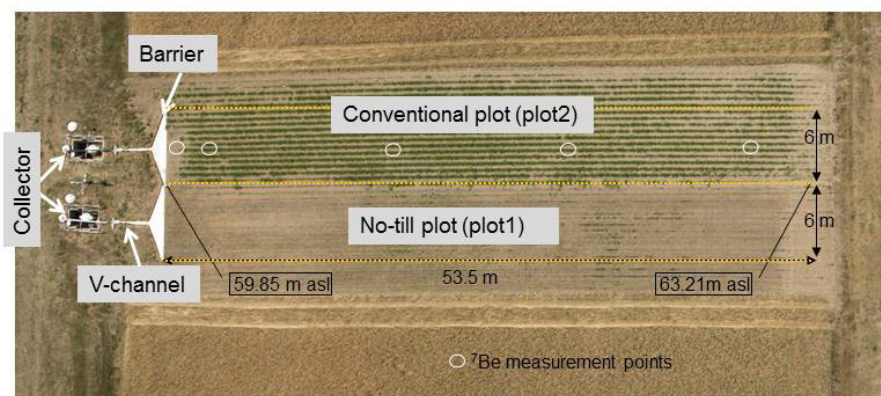 Barrier
Conventional plot (plot2)
6 m
Collector
No-till plot (plot1)
6 m
V-channel
59.85 m asl
53.5 m
63.21m asl
⁷Be measurement points